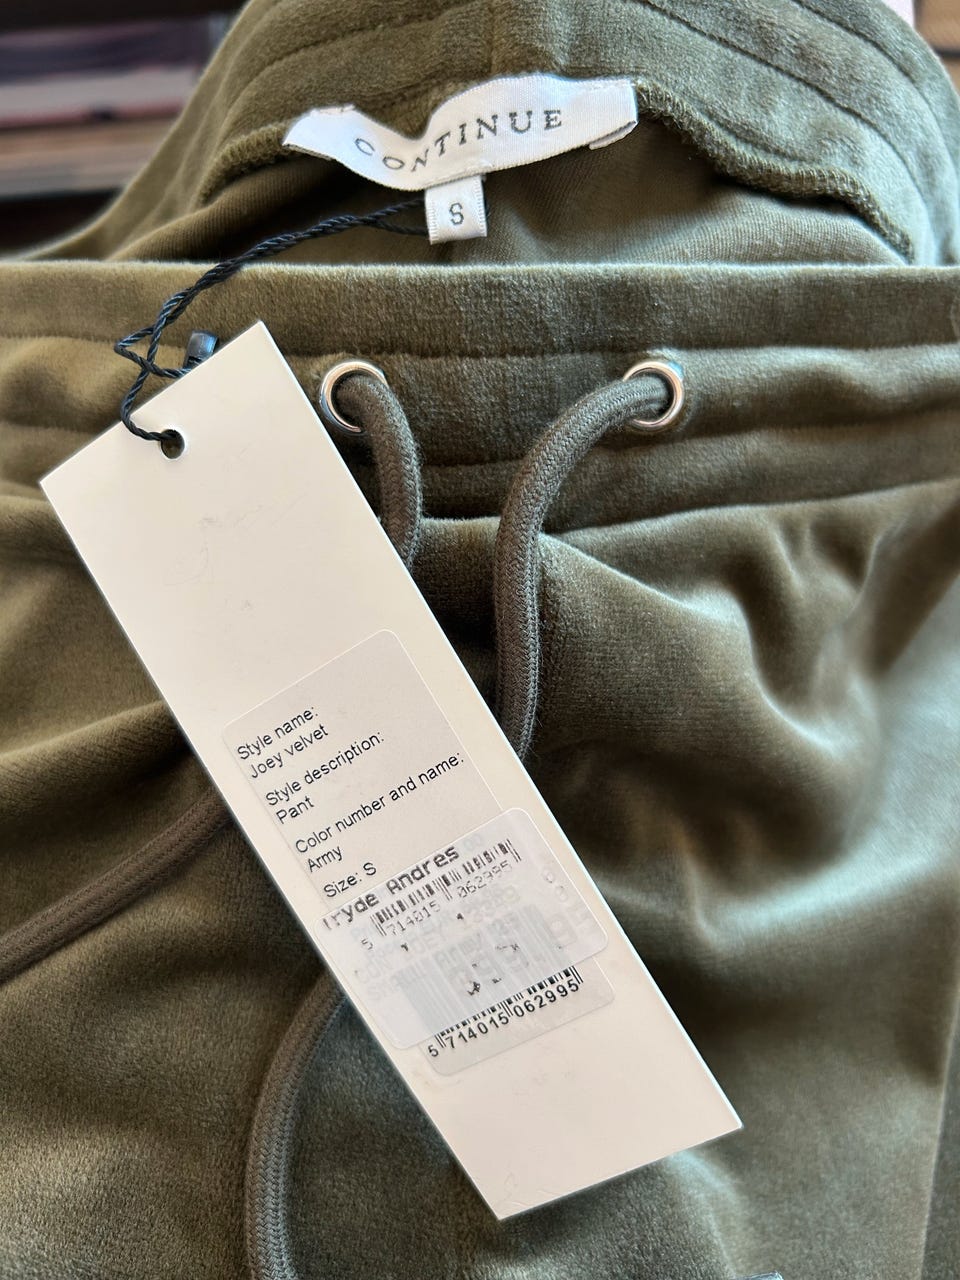 CONTINUE
S
Style name:
Joey velvet
Style description:
Pant
Color number and name:
Army
Size: S
Andres
5 714015 062995
5 714015 062995